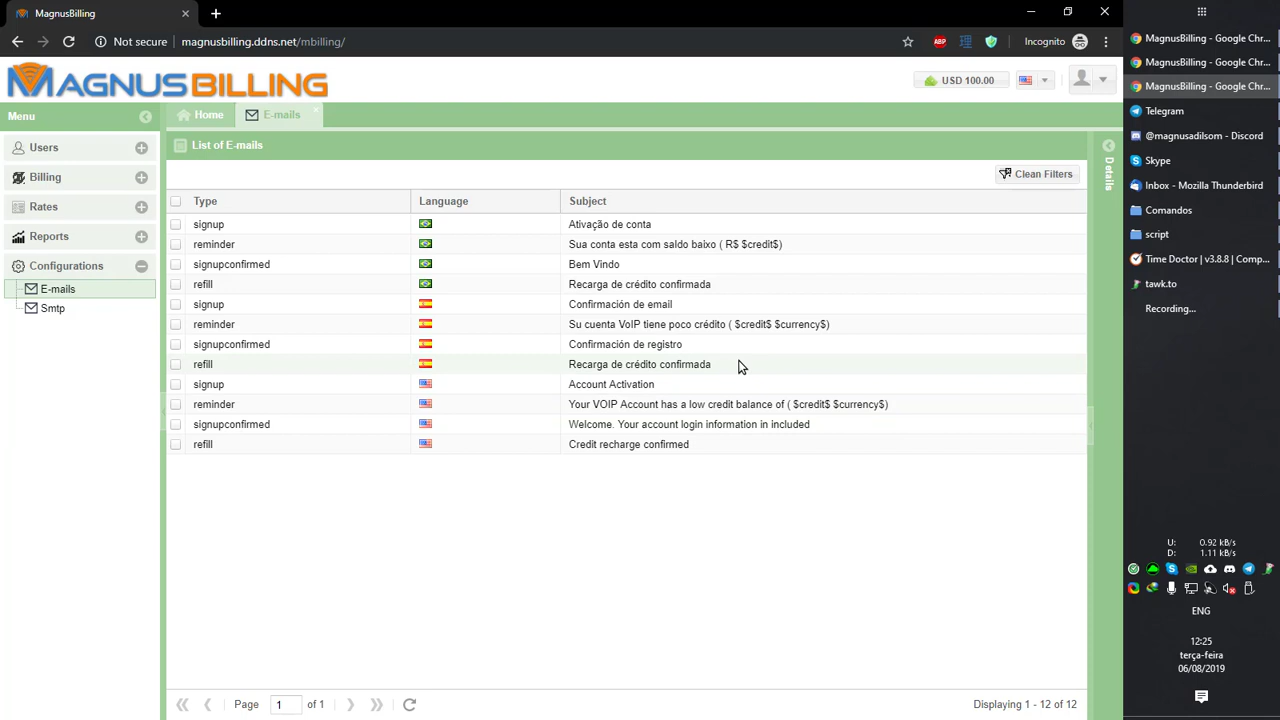 MagnusBilling
Not secure
magnusbilling.ddns.net/mbilling/
ABP
Incognito
MAGNUSBILLING
USD 100.00
Menu
Home
E-mails
Users
Billing
Rates
Reports
Configurations
E-mails
Smtp
List of E-mails
Clean Filters
Details
Type Language Subject
signup Ativação de conta
reminder Sua conta esta com saldo baixo ( R$ $credit$)
signupconfirmed Bem Vindo
refill Recarga de crédito confirmada
signup Confirmación de email
reminder Su cuenta VoIP tiene poco crédito ( $credit$ $currency$)
signupconfirmed Confirmación de registro
refill Recarga de crédito confirmada
signup Account Activation
reminder Your VOIP Account has a low credit balance of ( $credit$ $currency$)
signupconfirmed Welcome. Your account login information in included
refill Credit recharge confirmed
Page 1 of 1
Displaying 1 - 12 of 12
MagnusBilling - Google Chr...
MagnusBilling - Google Chr...
MagnusBilling - Google Chr...
Telegram
@magnusadilsom - Discord
Skype
Inbox - Mozilla Thunderbird
Comandos
script
Time Doctor | v3.8.8 | Comp...
tawk.to
Recording...
U: 0.92 kB/s
D: 1.11 kB/s
ENG
12:25
terça-feira
06/08/2019